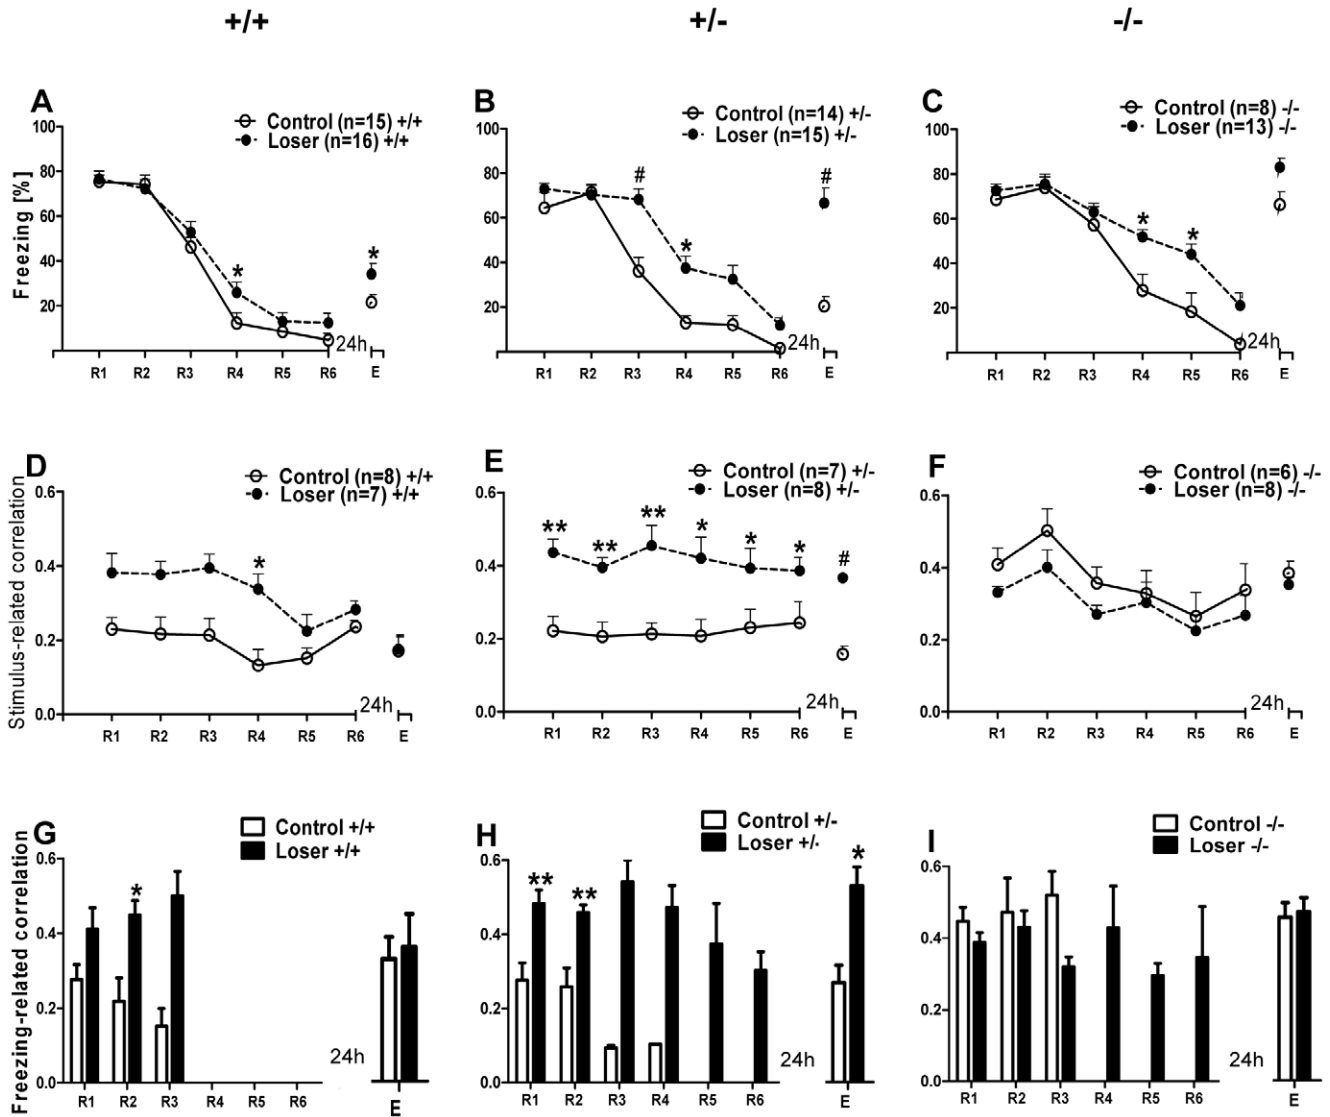 +/+ +/- -/-
A
Control (n=15) +/+
Loser (n=16) +/+
Freezing [%]
100
80
60
40
20
*
*
24h
R1 R2 R3 R4 R5 R6 E
B
Control (n=14) +/-
Loser (n=15) +/-
100
80
60
40
20
#
*
#
24h
R1 R2 R3 R4 R5 R6 E
C
Control (n=8) -/-
Loser (n=13) -/-
100
80
60
40
20
*
*
24h
R1 R2 R3 R4 R5 R6 E
D
Control (n=8) +/+
Loser (n=7) +/+
Stimulus-related correlation
0.6
0.4
0.2
0.0
*
24h
R1 R2 R3 R4 R5 R6 E
E
Control (n=7) +/-
Loser (n=8) +/-
0.6
0.4
0.2
0.0
** ** ** * * * #
24h
R1 R2 R3 R4 R5 R6 E
F
Control (n=6) -/-
Loser (n=8) -/-
0.6
0.4
0.2
0.0
24h
R1 R2 R3 R4 R5 R6 E
G
Control +/+
Loser +/+
Freezing-related correlation
0.6
0.4
0.2
0.0
*
24h
R1 R2 R3 R4 R5 R6 E
H
Control +/-
Loser +/-
0.6
0.4
0.2
0.0
** ** *
24h
R1 R2 R3 R4 R5 R6 E
I
Control -/-
Loser -/-
0.6
0.4
0.2
0.0
24h
R1 R2 R3 R4 R5 R6 E